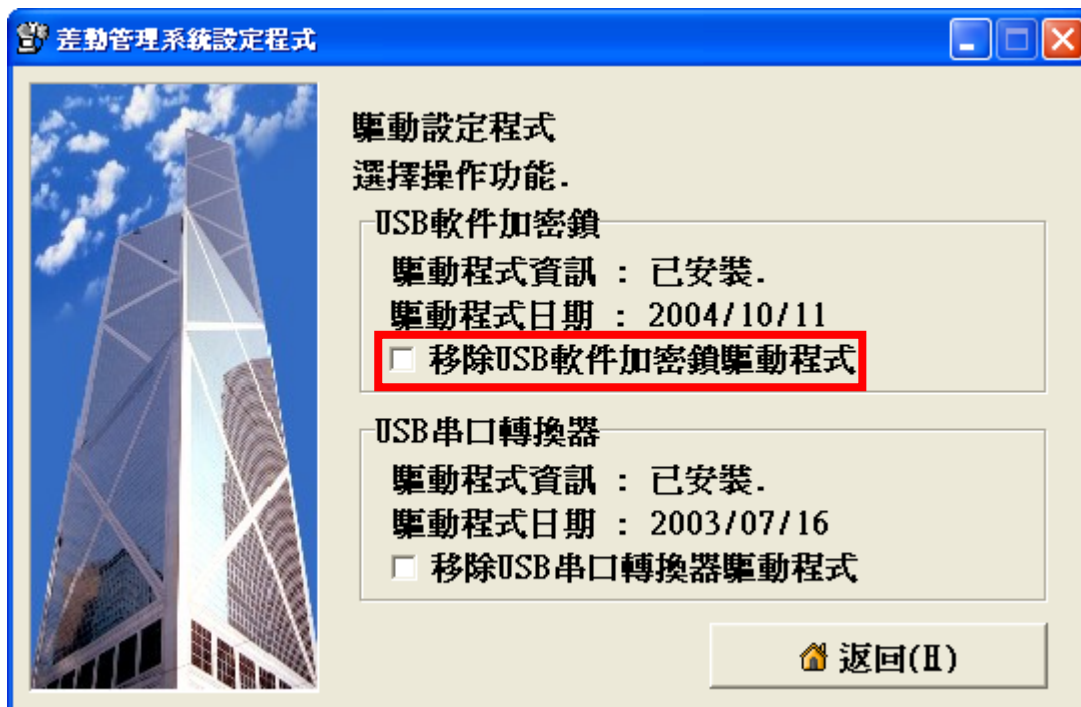 差勤管理系統設定程式
驅動設定程式
選擇操作功能.
USB軟件加密鎖
驅動程式資訊 : 已安裝.
驅動程式日期 : 2004/10/11
移除USB軟件加密鎖驅動程式
USB串口轉換器
驅動程式資訊 : 已安裝.
驅動程式日期 : 2003/07/16
移除USB串口轉換器驅動程式
返回(H)